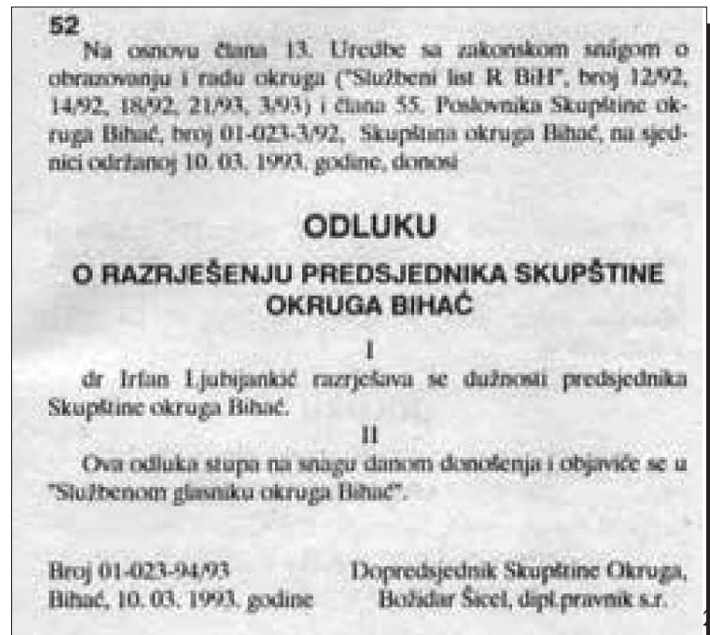 52
Na osnovu člana 13. Uredbe sa zakonskom snagom o
obrazovanju i radu okruga ("Službeni list R BiH", broj 12/92,
14/92, 18/92, 21/93, 3/93) i člana 55. Poslovnika Skupštine ok-
ruga Bihać, broj 01-023-3/92, Skupština okruga Bihać, na sjed-
nici održanoj 10. 03. 1993. godine, donosi
ODLUKU
O RAZRJEŠENJU PREDSJEDNIKA SKUPŠTINE
OKRUGA BIHAĆ
I
dr Irfan Ljubijankić razrješava se dužnosti predsjednika
Skupštine okruga Bihać.
II
Ova odluka stupa na snagu danom donošenja i objaviće se u
"Službenom glasniku okruga Bihać".
Broj 01-023-94/93
Bihać, 10. 03. 1993. godine
Dopredsjednik Skupštine Okruga,
Božidar Šicel, dipl.pravnik s.r.